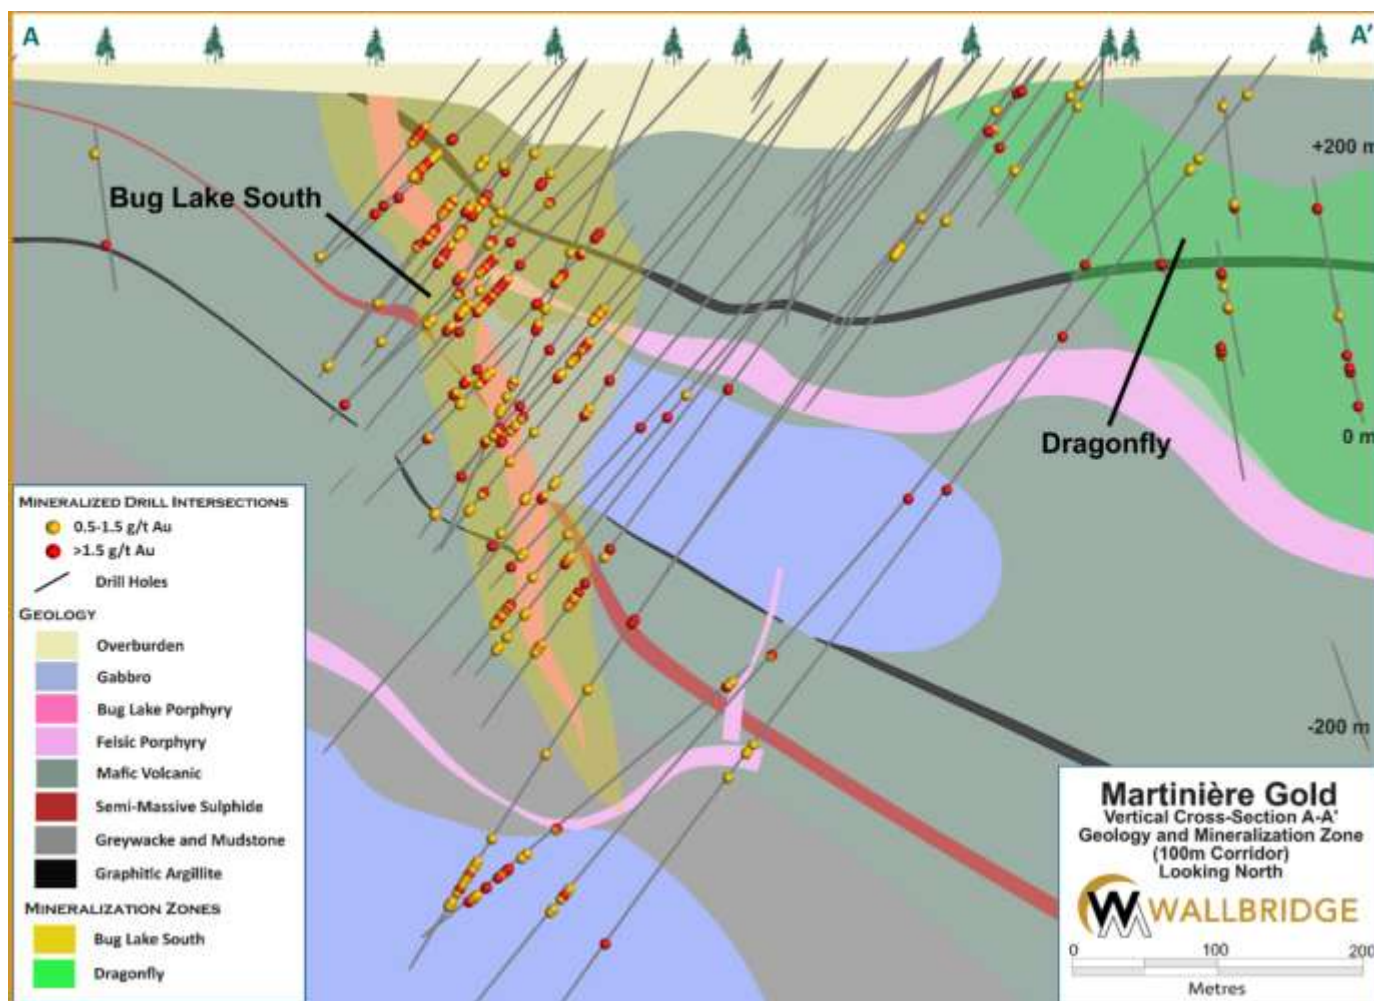 A
A'
+200 m
Bug Lake South
Dragonfly
0 m
-200 m
MINERALIZED DRILL INTERSECTIONS
0.5-1.5 g/t Au
>1.5 g/t Au
Drill Holes
GEOLOGY
Overburden
Gabbro
Bug Lake Porphyry
Felsic Porphyry
Mafic Volcanic
Semi-Massive Sulphide
Greywacke and Mudstone
Graphitic Argillite
MINERALIZATION ZONES
Bug Lake South
Dragonfly
Martinière Gold
Vertical Cross-Section A-A'
Geology and Mineralization Zone
(100m Corridor)
Looking North
WALLBRIDGE
0 100 200
Metres